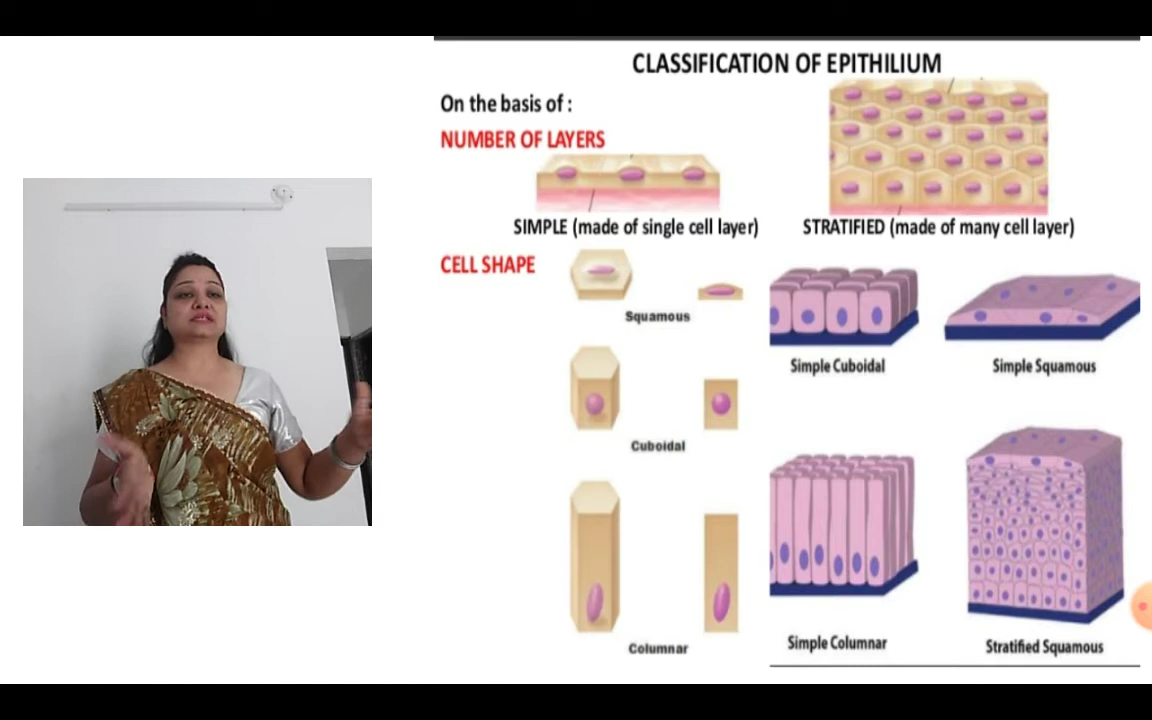 CLASSIFICATION OF EPITHILIUM
On the basis of :
NUMBER OF LAYERS
SIMPLE (made of single cell layer)
STRATIFIED (made of many cell layer)
CELL SHAPE
Squamous
Simple Cuboidal
Simple Squamous
Cuboidal
Columnar
Simple Columnar
Stratified Squamous